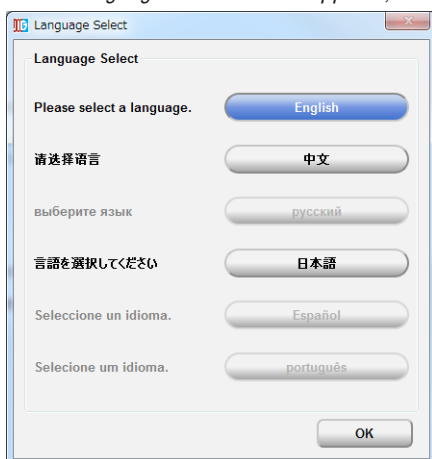 Language Select
Language Select
Please select a language.
English
请选择语言
中文
выберите язык
русский
言語を選択してください
日本語
Seleccione un idioma.
Español
Selecione um idioma.
português
OK